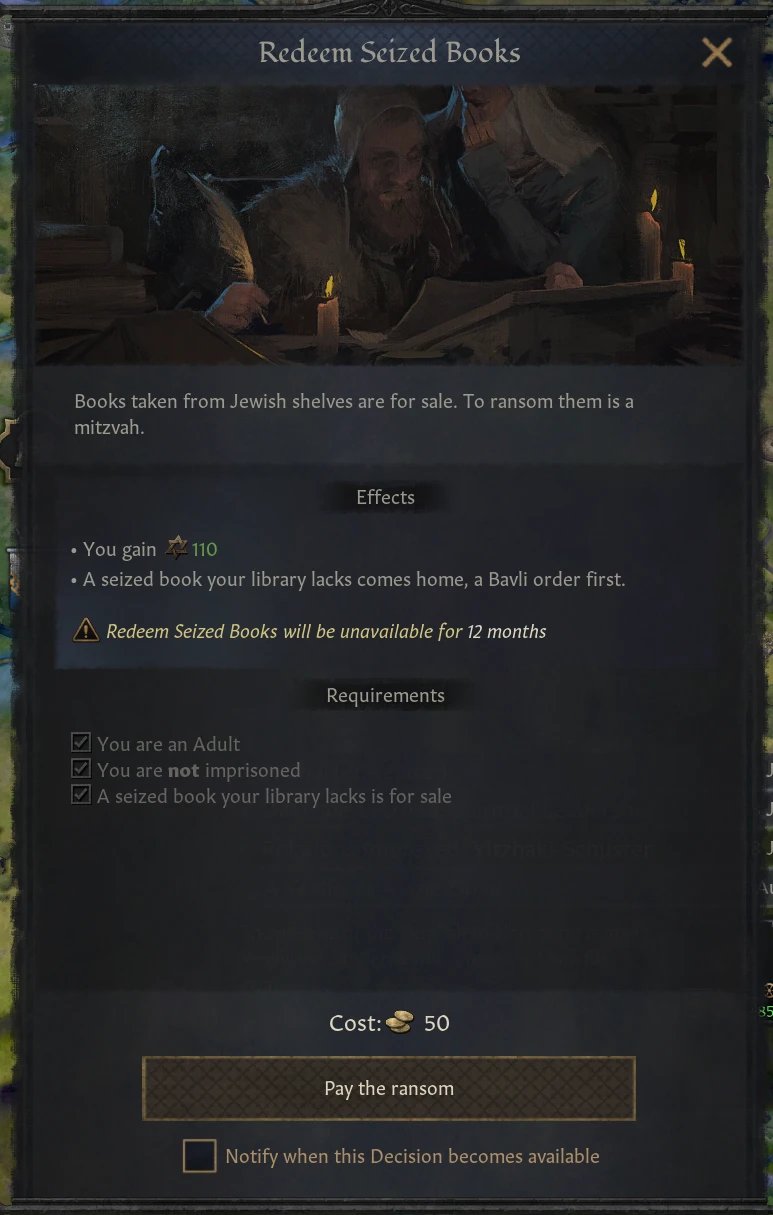 Redeem Seized Books
Books taken from Jewish shelves are for sale. To ransom them is a
mitzvah.
Effects
• You gain 110
• A seized book your library lacks comes home, a Bavli order first.
Redeem Seized Books will be unavailable for 12 months
Requirements
You are an Adult
You are not imprisoned
A seized book your library lacks is for sale
Cost: 50
Pay the ransom
Notify when this Decision becomes available